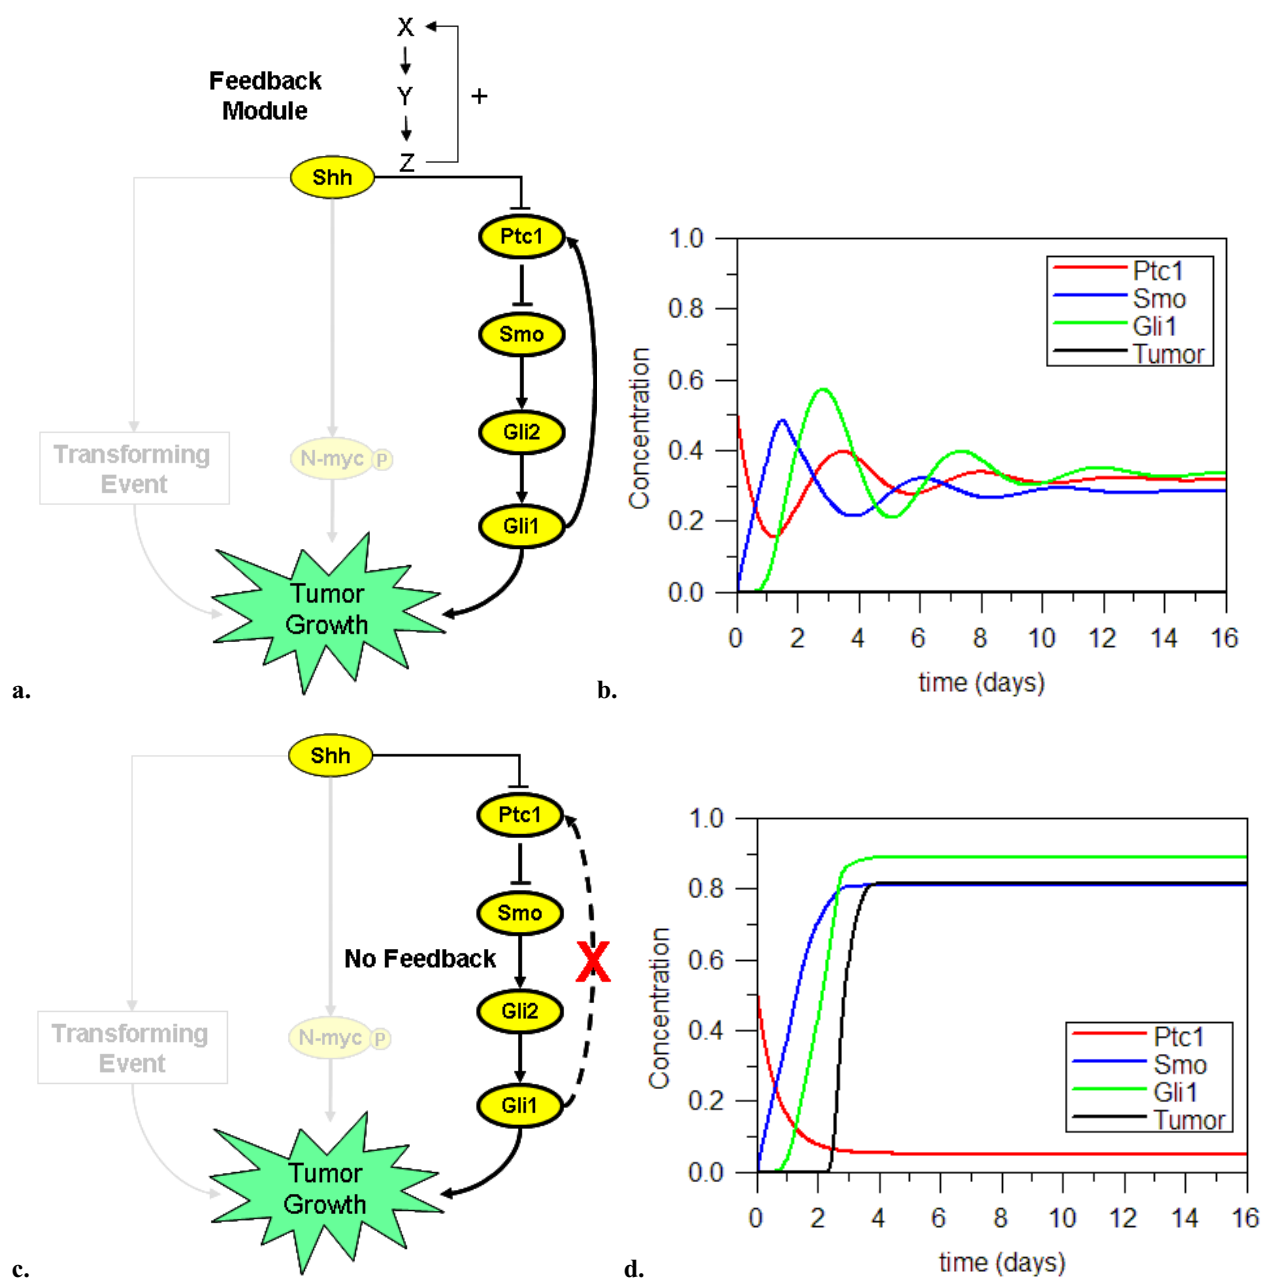 X
Feedback
Module
Y
+
Z
Shh
Ptc1
Smo
Gli2
Transforming
Event
N-myc P
Gli1
Tumor
Growth
a.
1.0
0.8
0.6
0.4
0.2
0.0
Concentration
Ptc1
Smo
Gli1
Tumor
0 2 4 6 8 10 12 14 16
time (days)
b.
Shh
Ptc1
Smo
No Feedback
X
Gli2
Transforming
Event
N-myc P
Gli1
Tumor
Growth
c.
1.0
0.8
0.6
0.4
0.2
0.0
Concentration
Ptc1
Smo
Gli1
Tumor
0 2 4 6 8 10 12 14 16
time (days)
d.